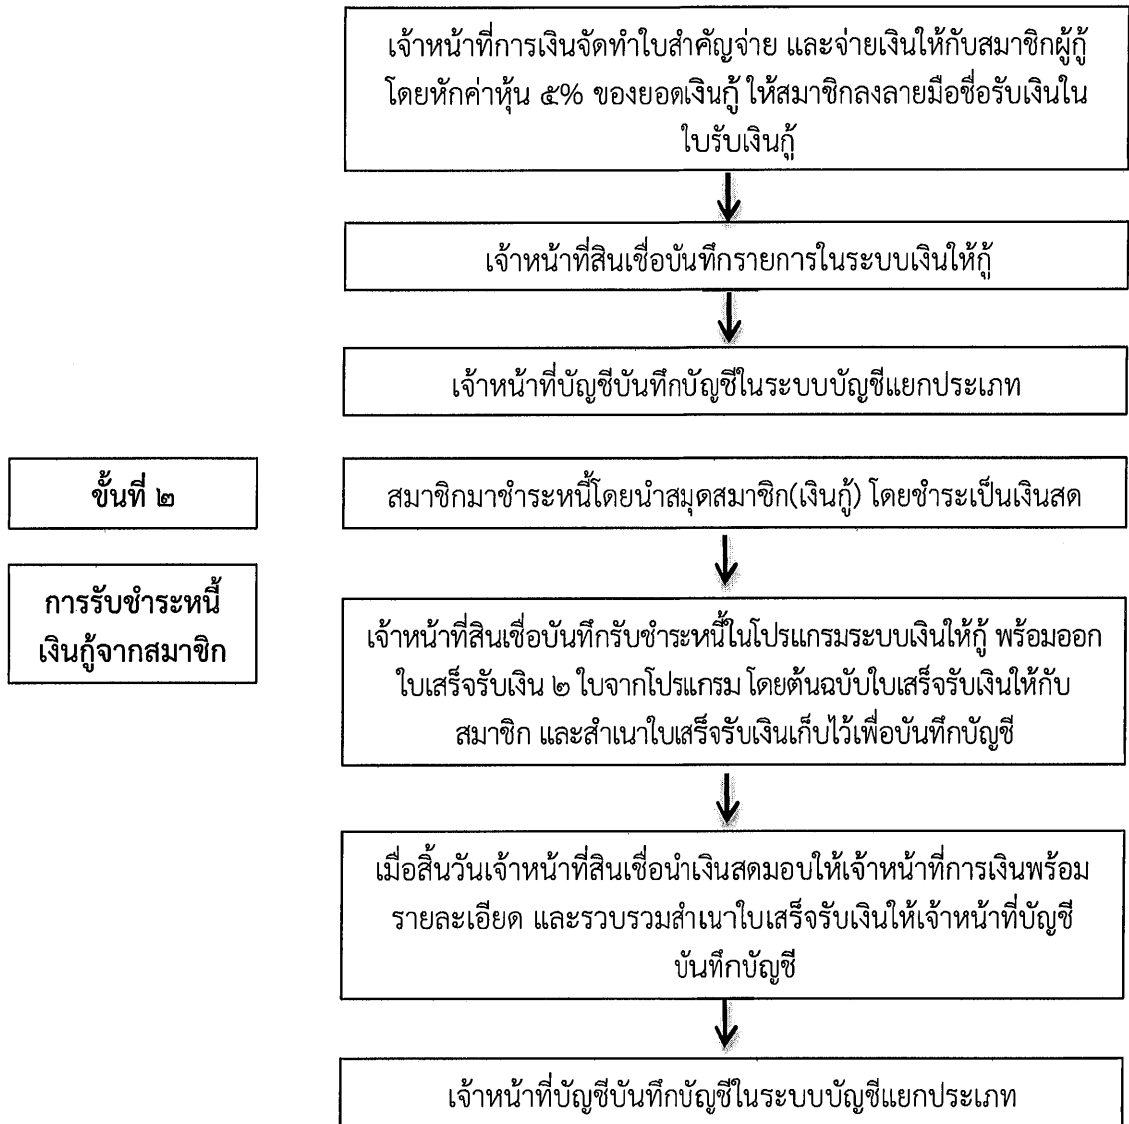 เจ้าหน้าที่การเงินจัดทำใบสำคัญจ่าย และจ่ายเงินให้กับสมาชิกผู้กู้
โดยหักค่าหุ้น ๕% ของยอดเงินกู้ ให้สมาชิกลงลายมือชื่อรับเงินใน
ใบรับเงินกู้
เจ้าหน้าที่สินเชื่อบันทึกรายการในระบบเงินให้กู้
เจ้าหน้าที่บัญชีบันทึกบัญชีในระบบบัญชีแยกประเภท
ขั้นที่ ๒
การรับชำระหนี้
เงินกู้จากสมาชิก
สมาชิกมาชำระหนี้โดยนำสมุดสมาชิก(เงินกู้) โดยชำระเป็นเงินสด
เจ้าหน้าที่สินเชื่อบันทึกรับชำระหนี้ในโปรแกรมระบบเงินให้กู้ พร้อมออก
ใบเสร็จรับเงิน ๒ ใบจากโปรแกรม โดยต้นฉบับใบเสร็จรับเงินให้กับ
สมาชิก และสำเนาใบเสร็จรับเงินเก็บไว้เพื่อบันทึกบัญชี
เมื่อสิ้นวันเจ้าหน้าที่สินเชื่อนำเงินสดมอบให้เจ้าหน้าที่การเงินพร้อม
รายละเอียด และรวบรวมสำเนาใบเสร็จรับเงินให้เจ้าหน้าที่บัญชี
บันทึกบัญชี
เจ้าหน้าที่บัญชีบันทึกบัญชีในระบบบัญชีแยกประเภท